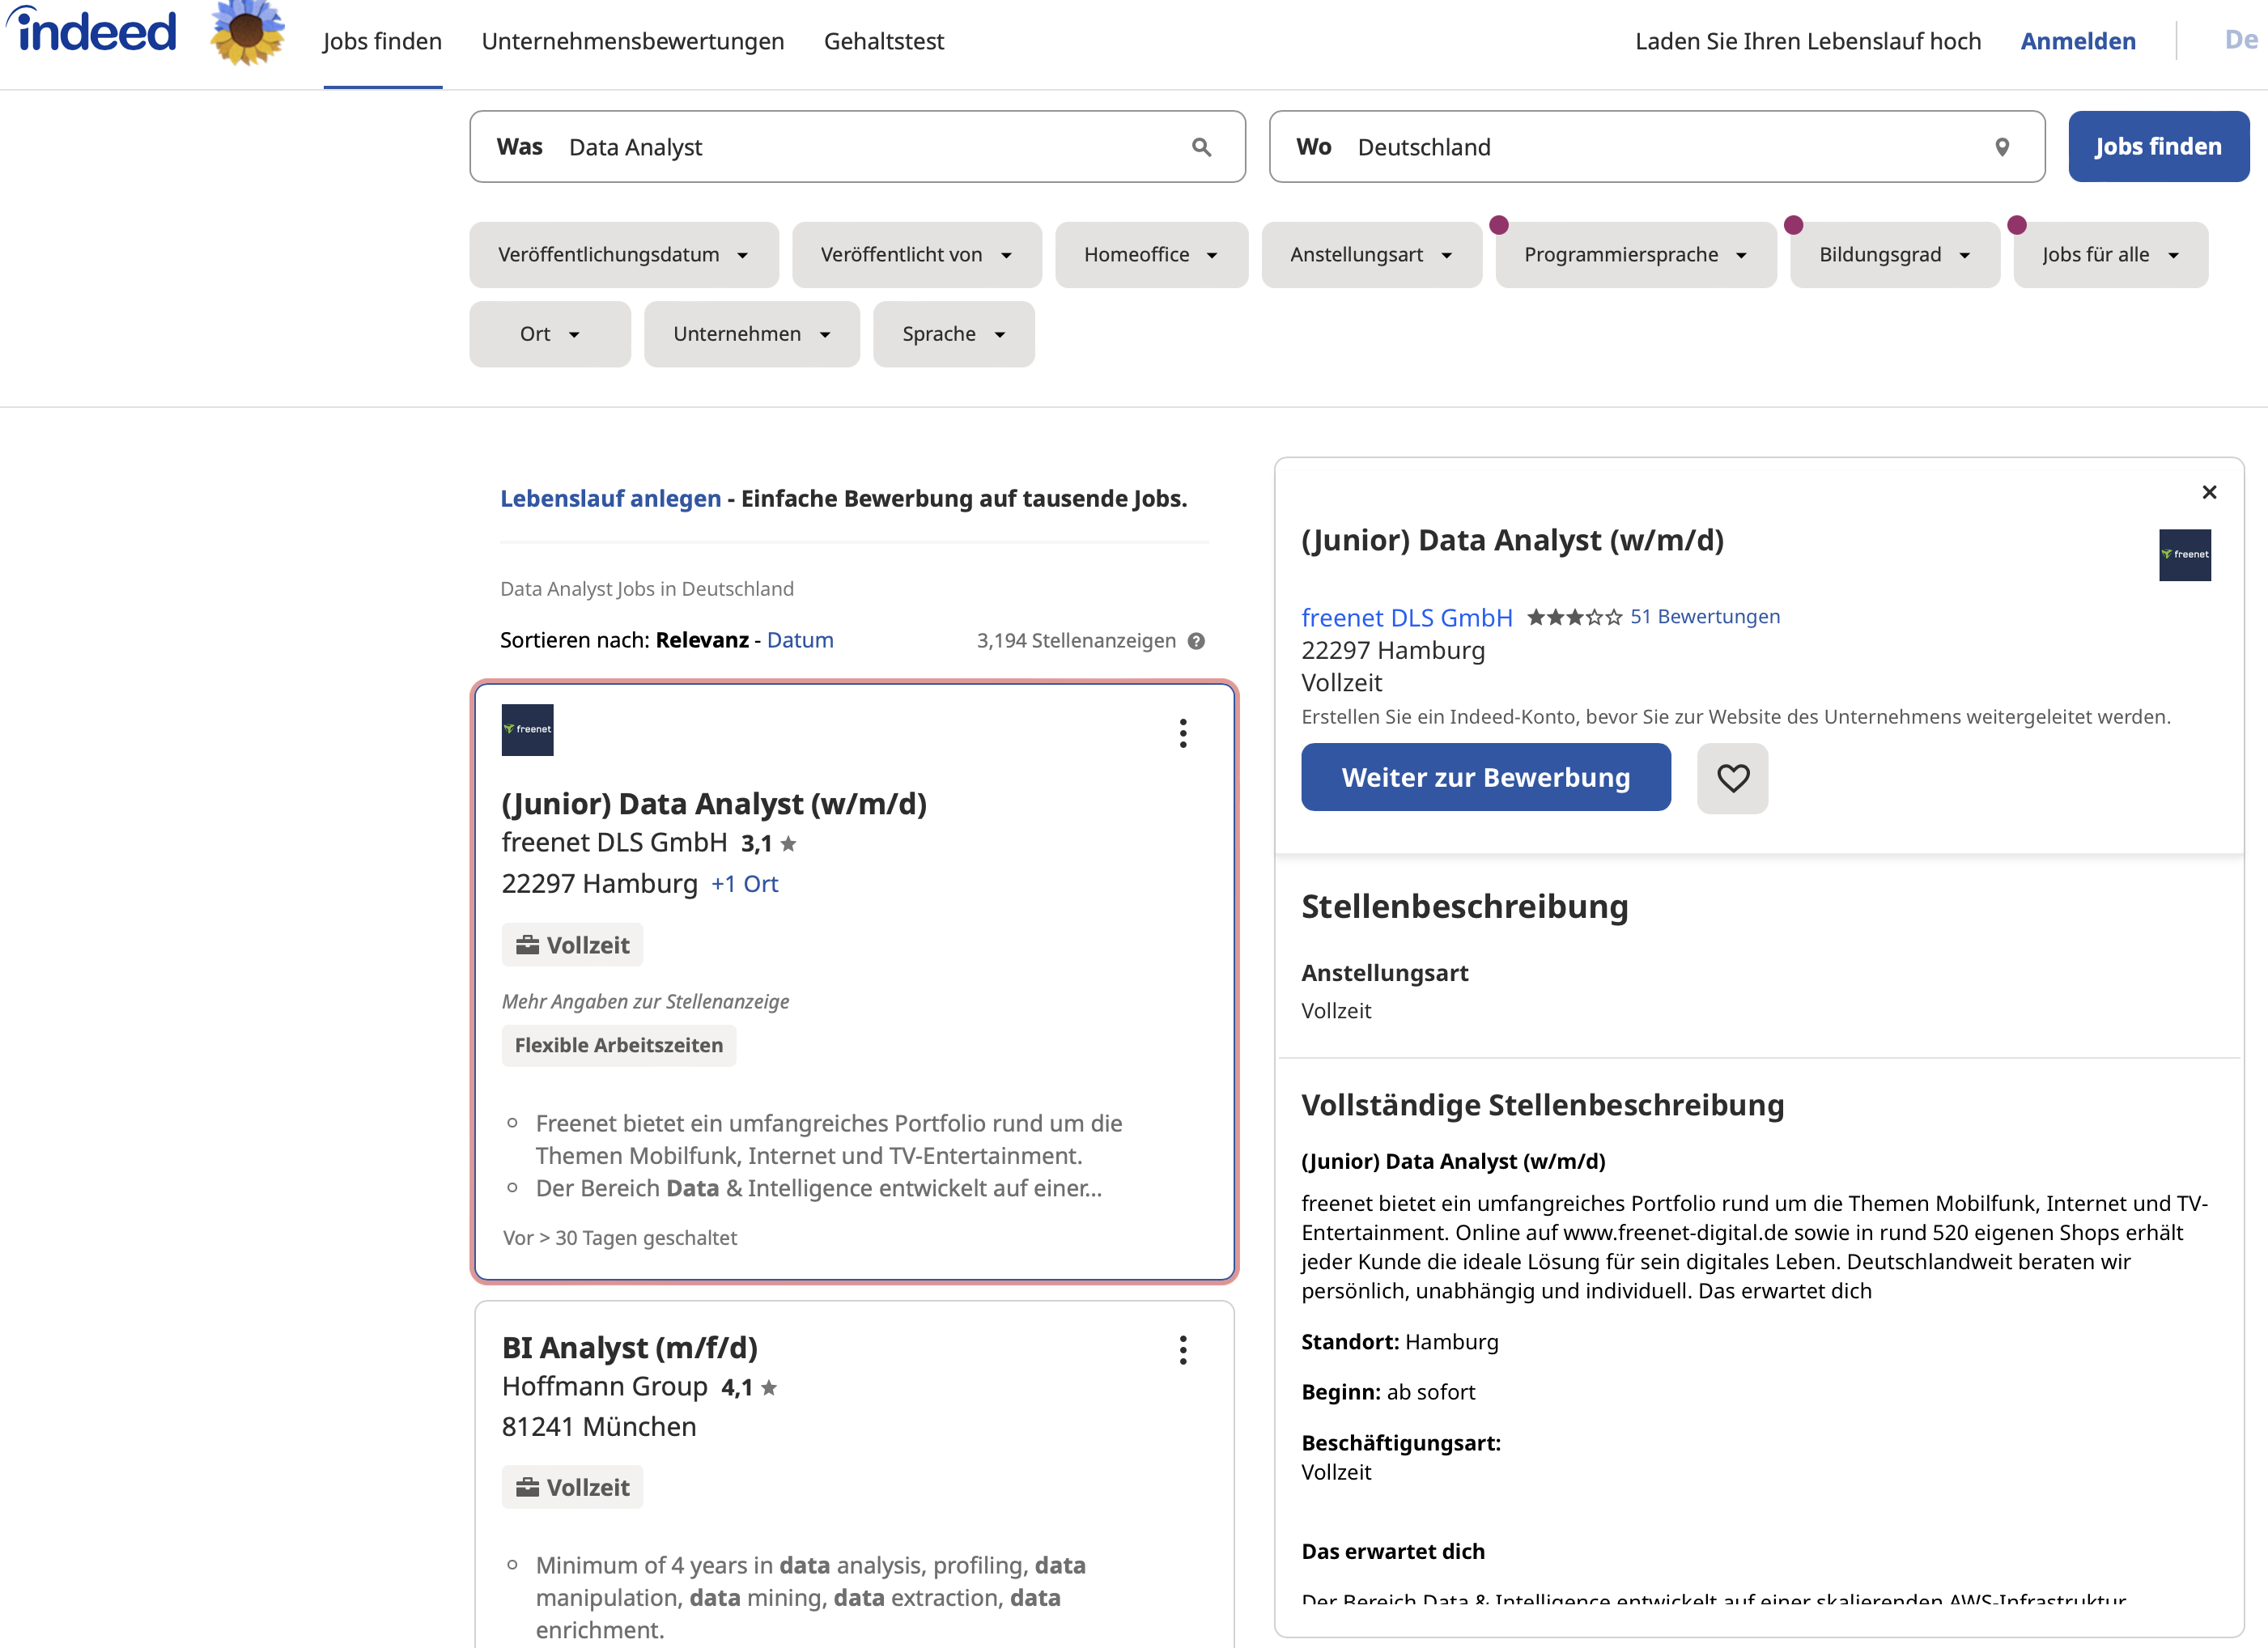 indeed
Jobs finden
Unternehmensbewertungen
Gehaltstest
Laden Sie Ihren Lebenslauf hoch
Anmelden
De
Was Data Analyst
Wo Deutschland
Jobs finden
Veröffentlichungsdatum
Veröffentlicht von
Homeoffice
Anstellungsart
Programmiersprache
Bildungsgrad
Jobs für alle
Ort
Unternehmen
Sprache
Lebenslauf anlegen - Einfache Bewerbung auf tausende Jobs.
Data Analyst Jobs in Deutschland
Sortieren nach: Relevanz - Datum
3,194 Stellenanzeigen
freenet
(Junior) Data Analyst (w/m/d)
freenet DLS GmbH 3,1
22297 Hamburg +1 Ort
Vollzeit
Mehr Angaben zur Stellenanzeige
Flexible Arbeitszeiten
Freenet bietet ein umfangreiches Portfolio rund um die
Themen Mobilfunk, Internet und TV-Entertainment.
Der Bereich Data & Intelligence entwickelt auf einer…
Vor > 30 Tagen geschaltet
BI Analyst (m/f/d)
Hoffmann Group 4,1
81241 München
Vollzeit
Minimum of 4 years in data analysis, profiling, data
manipulation, data mining, data extraction, data
enrichment.
(Junior) Data Analyst (w/m/d)
freenet
freenet DLS GmbH 51 Bewertungen
22297 Hamburg
Vollzeit
Erstellen Sie ein Indeed-Konto, bevor Sie zur Website des Unternehmens weitergeleitet werden.
Weiter zur Bewerbung
Stellenbeschreibung
Anstellungsart
Vollzeit
Vollständige Stellenbeschreibung
(Junior) Data Analyst (w/m/d)
freenet bietet ein umfangreiches Portfolio rund um die Themen Mobilfunk, Internet und TV-
Entertainment. Online auf www.freenet-digital.de sowie in rund 520 eigenen Shops erhält
jeder Kunde die ideale Lösung für sein digitales Leben. Deutschlandweit beraten wir
persönlich, unabhängig und individuell. Das erwartet dich
Standort: Hamburg
Beginn: ab sofort
Beschäftigungsart:
Vollzeit
Das erwartet dich
Der Bereich Data & Intelligence entwickelt auf einer skalierenden AWS-Infrastruktur